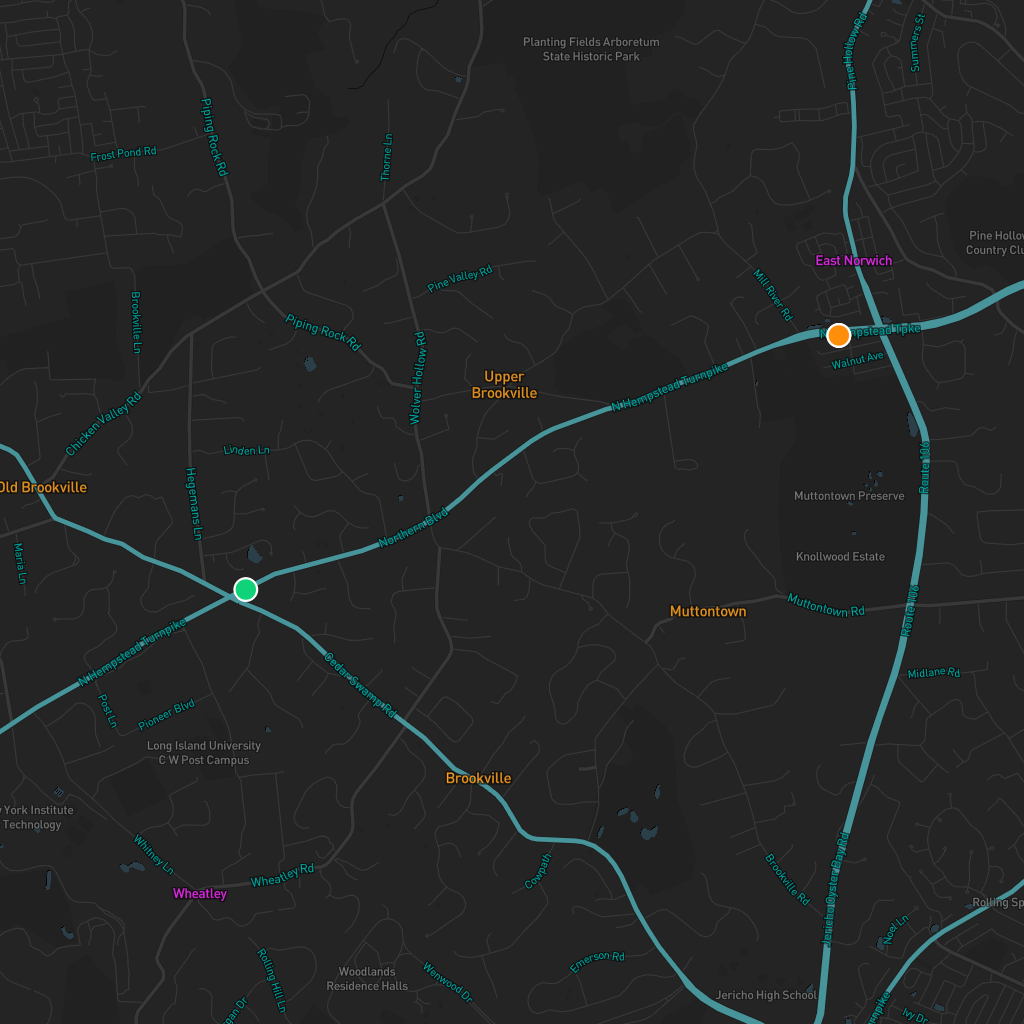 Pine Hollow Rd
Summers St
Planting Fields Arboretum
State Historic Park
Piping Rock Rd
Thorne Ln
Frost Pond Rd
Pine Hollow
Country Clu
East Norwich
Mill River Rd
Pine Valley Rd
Brookville Ln
Piping Rock Rd
Wolver Hollow Rd
Walnut Ave
Upper
Brookville
N Hempstead Turnpike
Chicken Valley Rd
Linden Ln
Hegemans Ln
Old Brookville
Route 106
Muttontown Preserve
Northern Blvd
Maria Ln
Knollwood Estate
Muttontown
Muttontown Rd
Route 106
N Hempstead Turnpike
Cedar Swamp Rd
Midlane Rd
Post Ln
Pioneer Blvd
Long Island University
C W Post Campus
Brookville
York Institute
Technology
Whitney Ln
Wheatley Rd
Wheatley
Cowpath
Brookville Rd
Jericho Oyster Bay Rd
Rolling Sp
Noel Ln
Rolling Hill Ln
Woodlands
Residence Halls
Wenwood Dr
Emerson Rd
Jericho High School
Ivy Dr